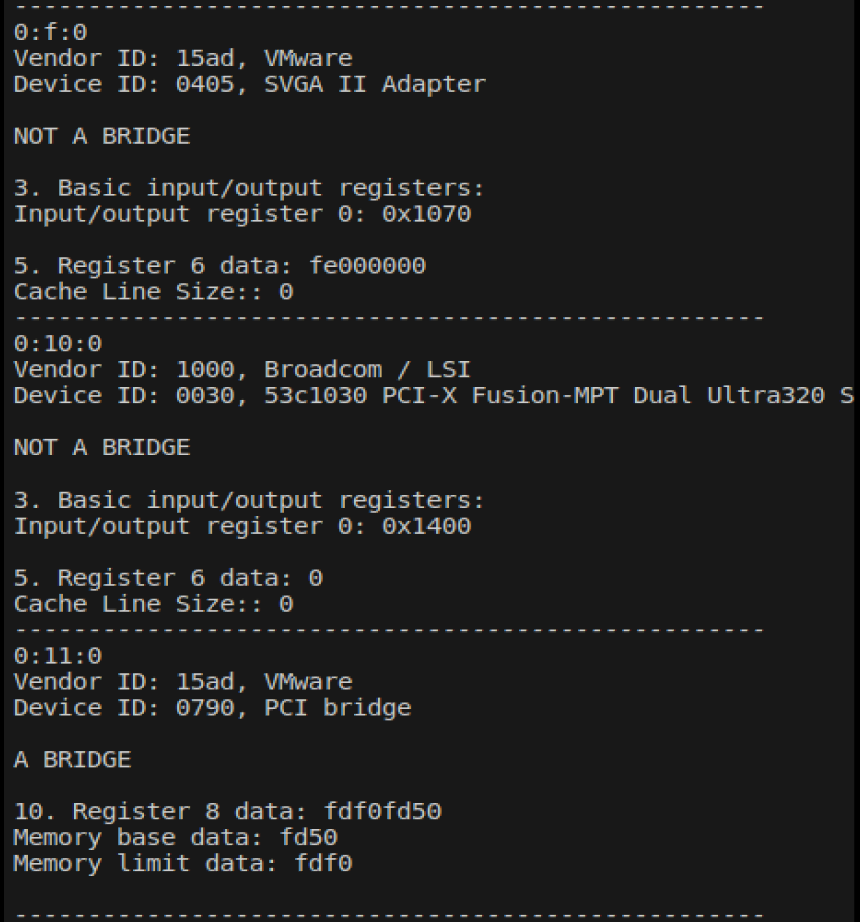 ---------------------------------------------------
0:f:0
Vendor ID: 15ad, VMware
Device ID: 0405, SVGA II Adapter
NOT A BRIDGE
3. Basic input/output registers:
Input/output register 0: 0x1070
5. Register 6 data: fe000000
Cache Line Size:: 0
---------------------------------------------------
0:10:0
Vendor ID: 1000, Broadcom / LSI
Device ID: 0030, 53c1030 PCI-X Fusion-MPT Dual Ultra320 S
NOT A BRIDGE
3. Basic input/output registers:
Input/output register 0: 0x1400
5. Register 6 data: 0
Cache Line Size:: 0
---------------------------------------------------
0:11:0
Vendor ID: 15ad, VMware
Device ID: 0790, PCI bridge
A BRIDGE
10. Register 8 data: fdf0fd50
Memory base data: fd50
Memory limit data: fdf0
---------------------------------------------------